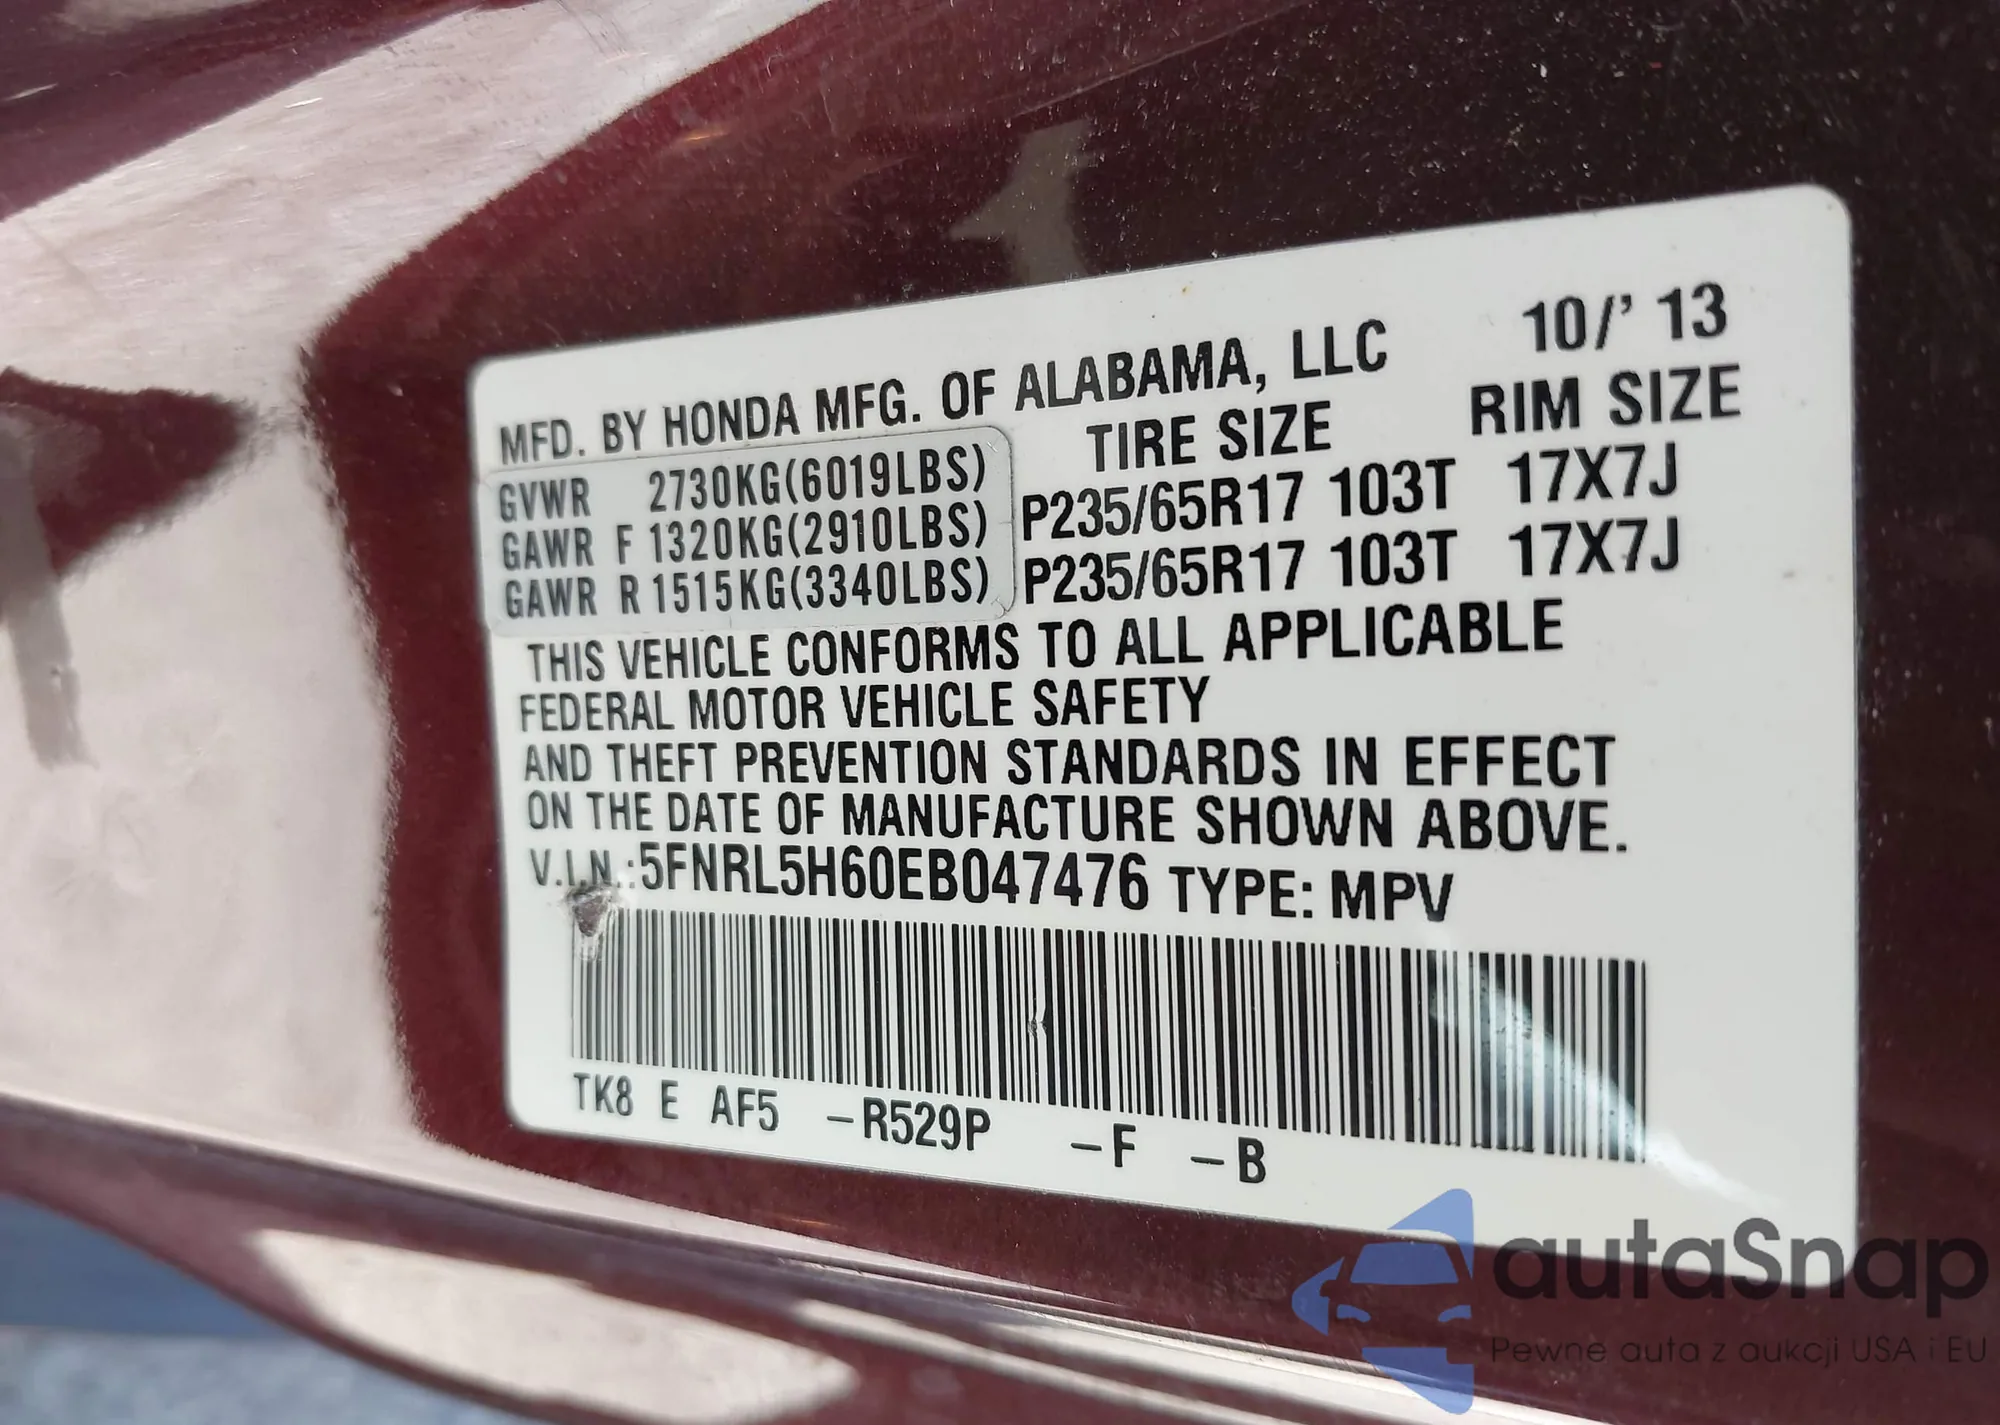 MFD. BY HONDA MFG. OF ALABAMA, LLC 10/' 13
TIRE SIZE RIM SIZE
GVWR 2730KG(6019LBS)
GAWR F 1320KG(2910LBS) P235/65R17 103T 17X7J
GAWR R 1515KG(3340LBS) P235/65R17 103T 17X7J
THIS VEHICLE CONFORMS TO ALL APPLICABLE
FEDERAL MOTOR VEHICLE SAFETY
AND THEFT PREVENTION STANDARDS IN EFFECT
ON THE DATE OF MANUFACTURE SHOWN ABOVE.
V.I.N.:5FNRL5H60EB047476 TYPE: MPV
TK8 E AF5 –R529P –F –B
autaSnap
Pewne auta z aukcji USA i EU